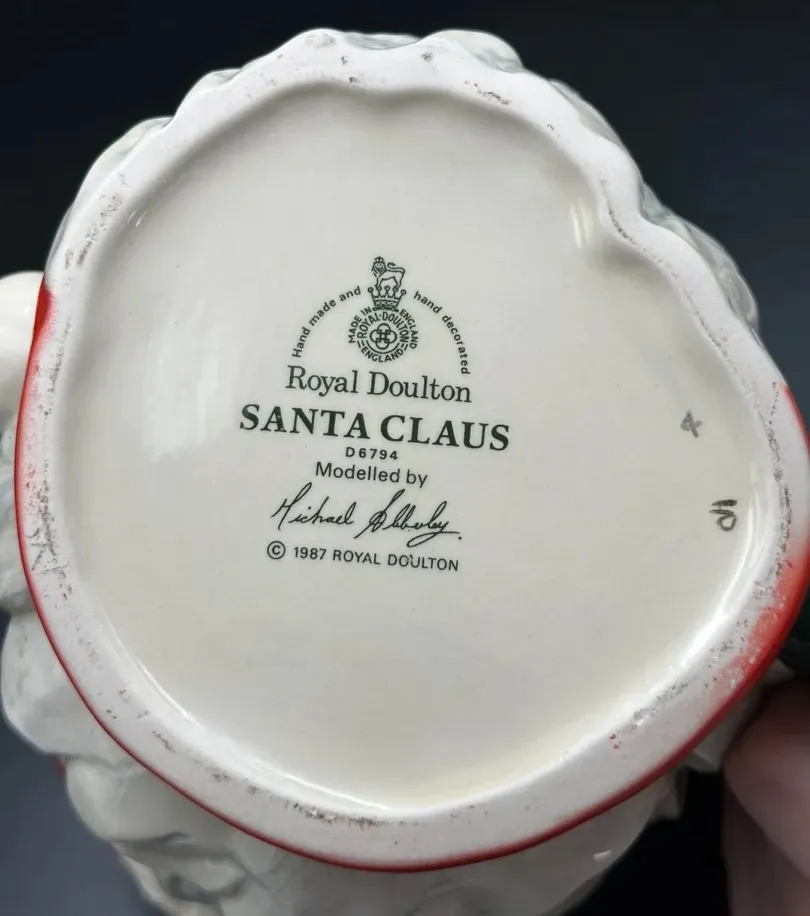 Hand made and hand decorated
MADE IN ENGLAND
ROYAL·DOULTON
ENGLAND
Royal Doulton
SANTA CLAUS
D6794
Modelled by
Michael Abberley.
© 1987 ROYAL DOULTON
4